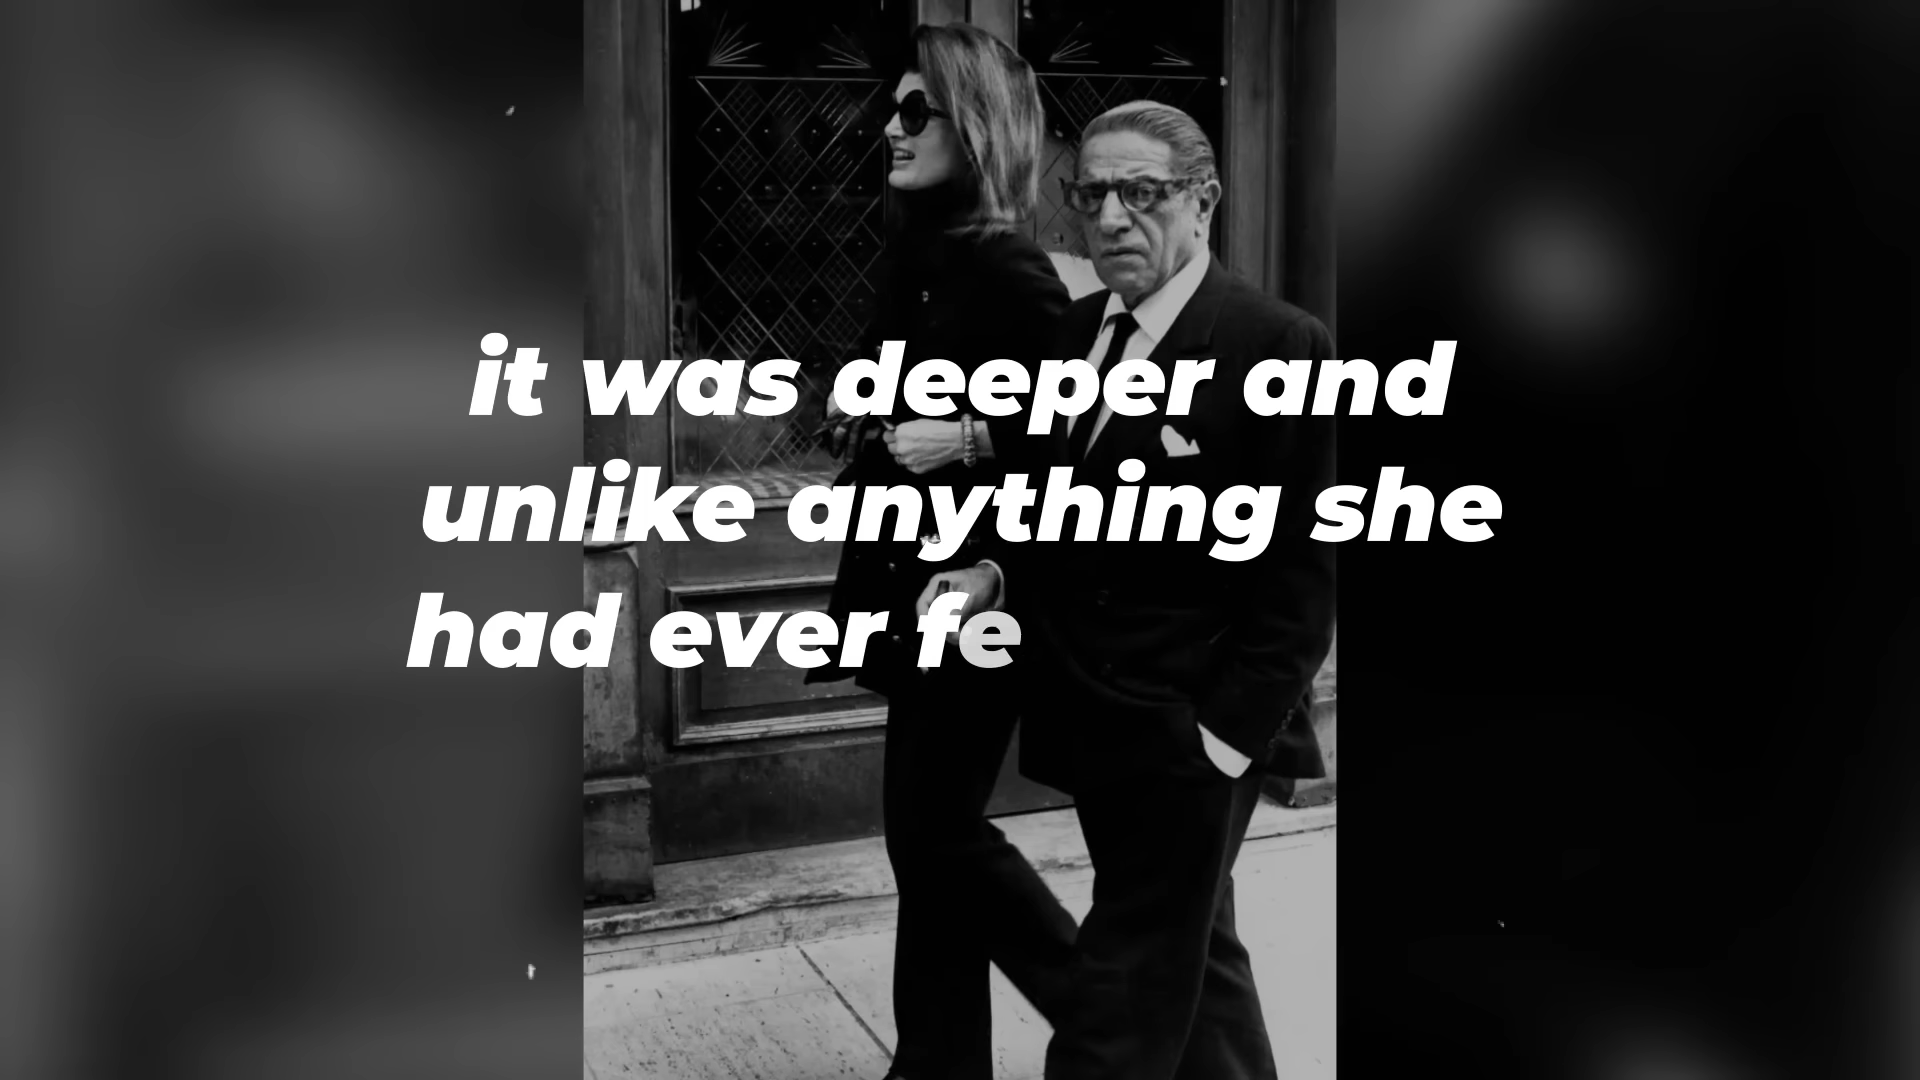 it was deeper and
unlike anything she
had ever fe